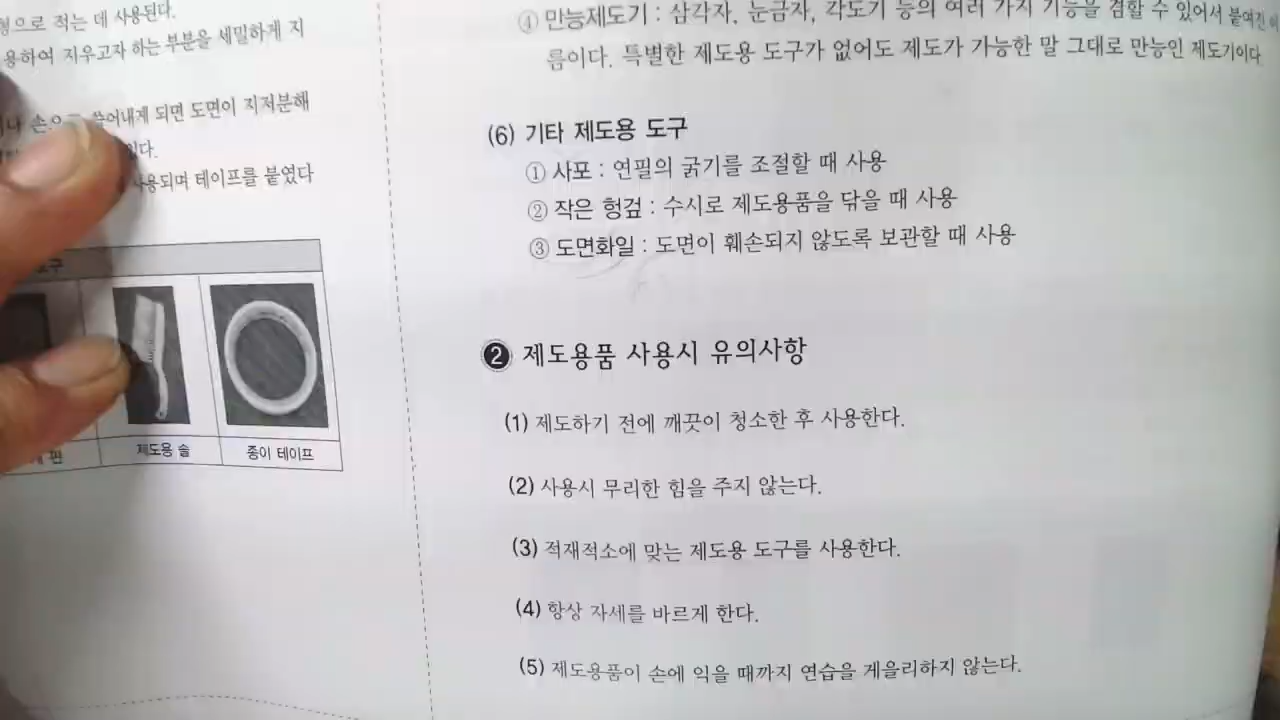 형으로 적는 데 사용된다.
용하여 지우고자 하는 부분을 세밀하게 지
쓸어내게 되면 도면이 지저분해
사용되며 테이프를 붙였다
제도용 솔
종이 테이프
④ 만능제도기 : 삼각자, 눈금자, 각도기 등의 여러 가지 기능을 겸할 수 있어서 붙여진 이
름이다. 특별한 제도용 도구가 없어도 제도가 가능한 말 그대로 만능인 제도기이다.
(6) 기타 제도용 도구
① 사포 : 연필의 굵기를 조절할 때 사용
② 작은 헝겊 : 수시로 제도용품을 닦을 때 사용
③ 도면화일 : 도면이 훼손되지 않도록 보관할 때 사용
2 제도용품 사용시 유의사항
(1) 제도하기 전에 깨끗이 청소한 후 사용한다.
(2) 사용시 무리한 힘을 주지 않는다.
(3) 적재적소에 맞는 제도용 도구를 사용한다.
(4) 항상 자세를 바르게 한다.
(5) 제도용품이 손에 익을 때까지 연습을 게을리하지 않는다.